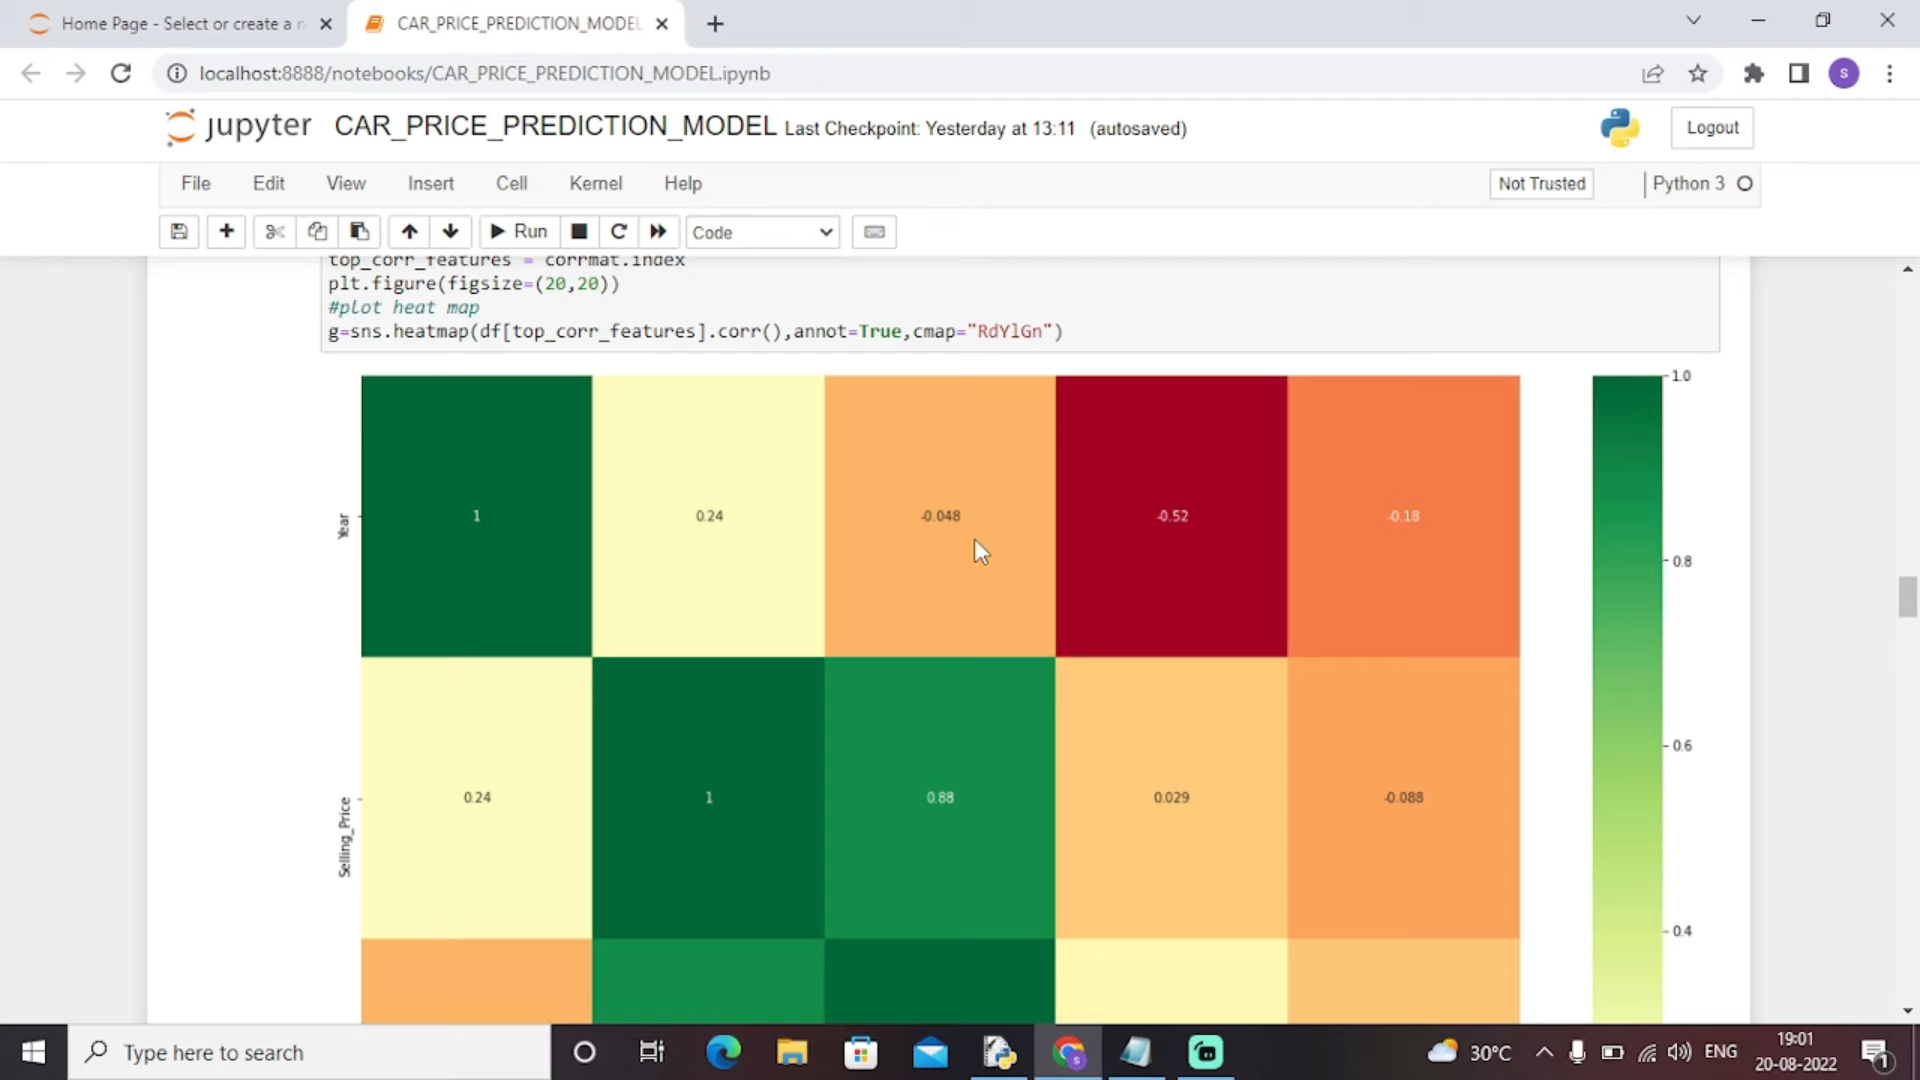 Home Page - Select or create a n
CAR_PRICE_PREDICTION_MODEL
localhost:8888/notebooks/CAR_PRICE_PREDICTION_MODEL.ipynb
S
jupyter CAR_PRICE_PREDICTION_MODEL Last Checkpoint: Yesterday at 13:11 (autosaved)
Logout
File Edit View Insert Cell Kernel Help
Not Trusted
Python 3
Run
Code
top_corr_features = corrmat.index
plt.figure(figsize=(20,20))
#plot heat map
g=sns.heatmap(df[top_corr_features].corr(),annot=True,cmap="RdYlGn")
1.0
Year
1 0.24 -0.048 -0.52 -0.18
0.8
0.6
Selling_Price
0.24 1 0.88 0.029 -0.088
0.4
Type here to search
30°C
ENG
19:01
20-08-2022
1